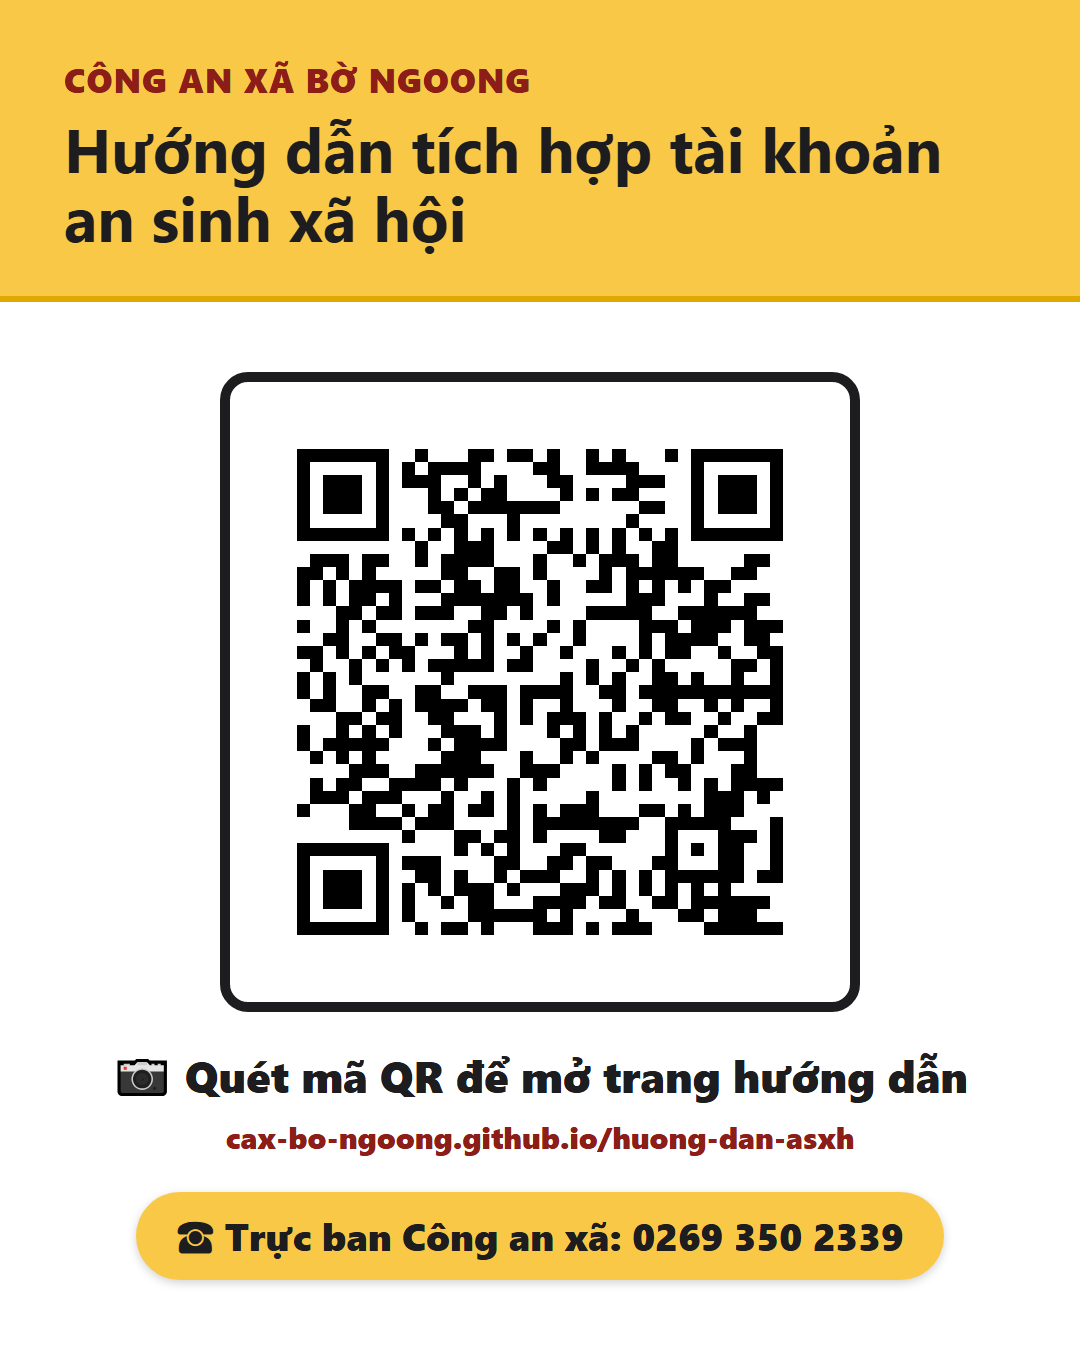 CÔNG AN XÃ BỜ NGOONG
Hướng dẫn tích hợp tài khoản
an sinh xã hội
Quét mã QR để mở trang hướng dẫn
cax-bo-ngoong.github.io/huong-dan-asxh
Trực ban Công an xã: 0269 350 2339